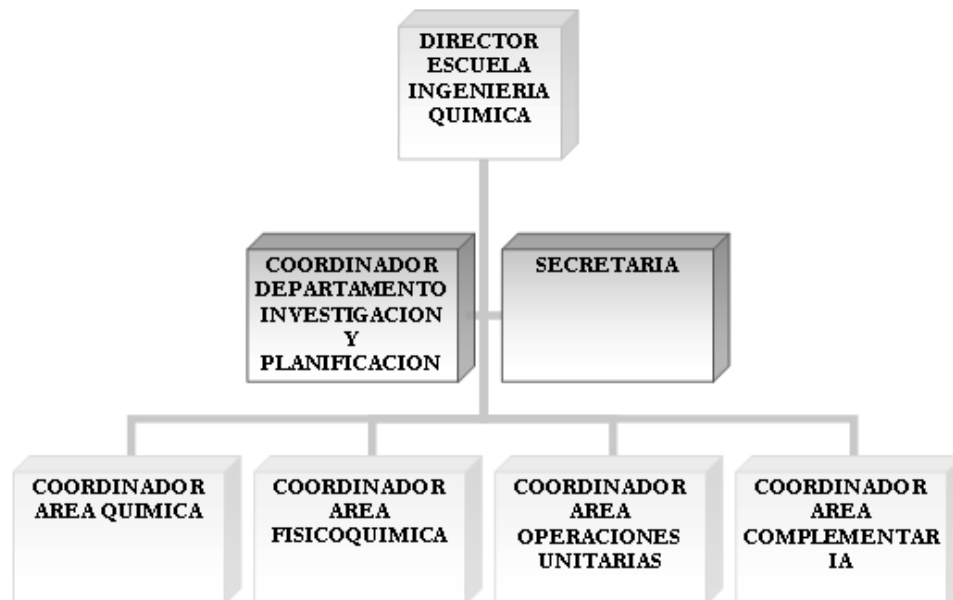 DIRECTOR
ESCUELA
INGENIERIA
QUIMICA
COORDINADOR
DEPARTAMENTO
INVESTIGACION
Y
PLANIFICACION
SECRETARIA
COORDINADOR
AREA QUIMICA
COORDINADOR
AREA
FISICOQUIMICA
COORDINADOR
AREA
OPERACIONES
UNITARIAS
COORDINADOR
AREA
COMPLEMENTAR
IA